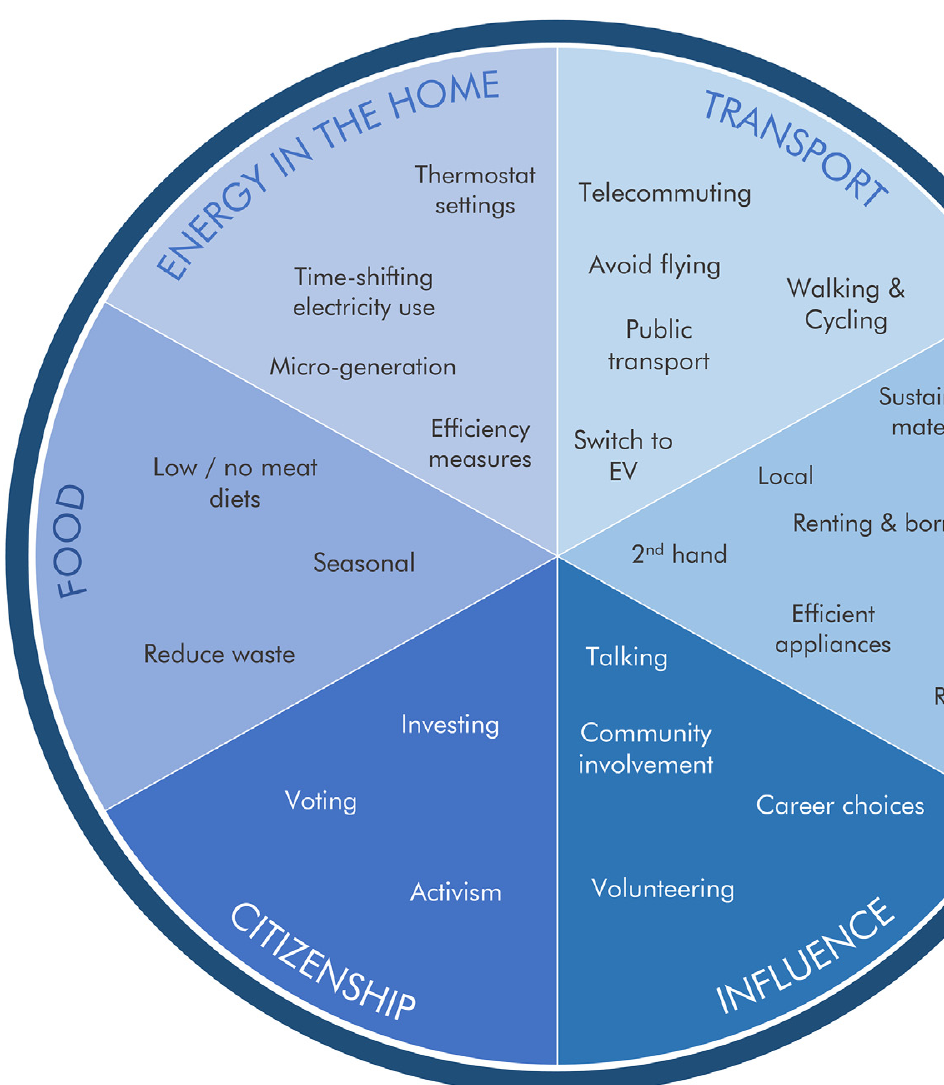 ENERGY IN THE HOME
Thermostat
settings
Time-shifting
electricity use
Micro-generation
Efficiency
measures
TRANSPORT
Telecommuting
Avoid flying
Walking &
Cycling
Public
transport
Switch to
EV
Local
Renting &
2nd hand
Efficient
appliances
FOOD
Low / no meat
diets
Seasonal
Reduce waste
Investing
Voting
Activism
CITIZENSHIP
Talking
Community
involvement
Career choices
Volunteering
INFLUENCE